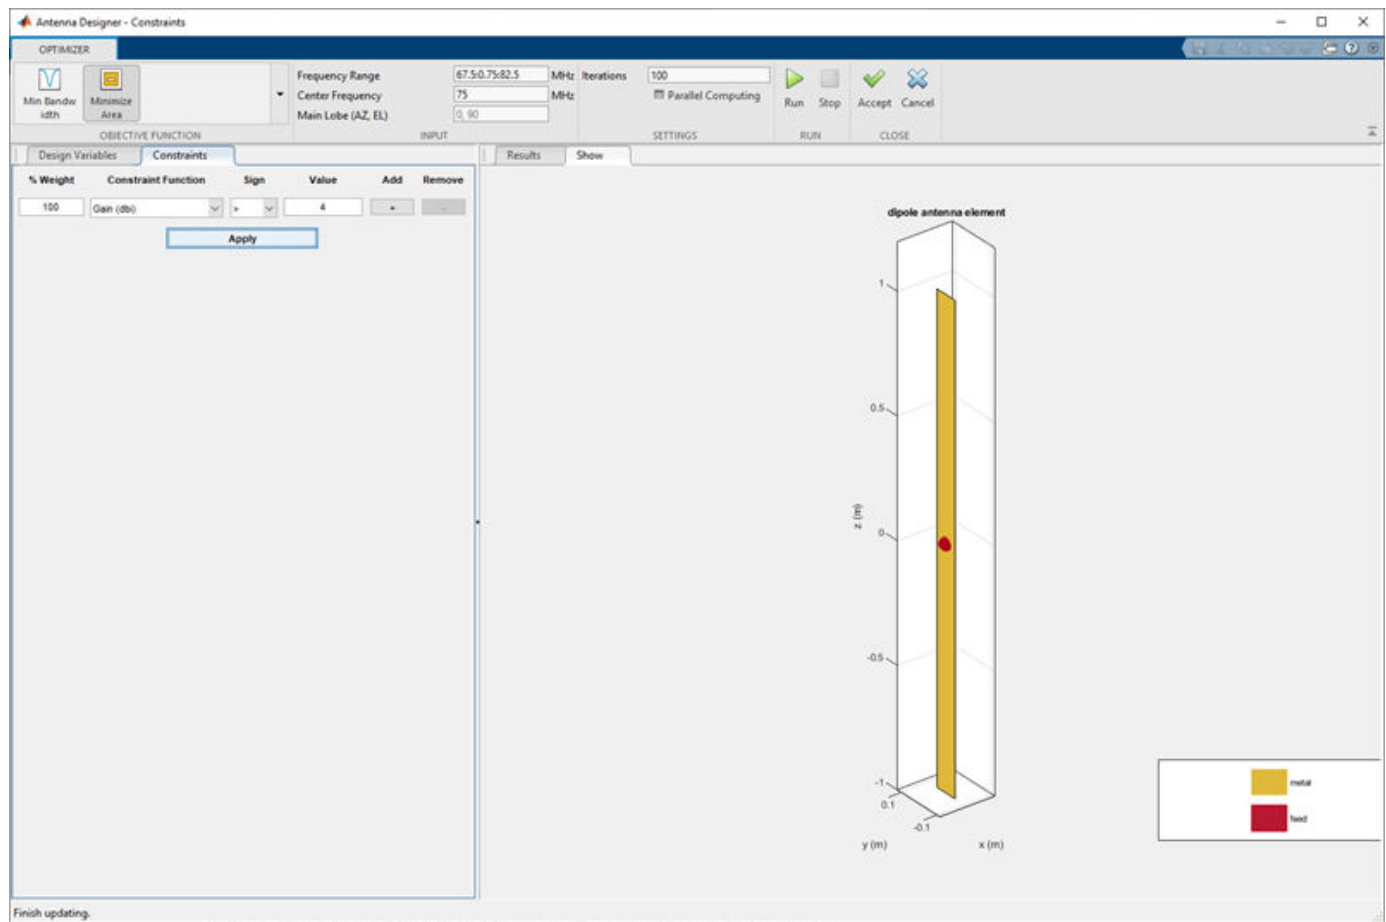 Antenna Designer - Constraints
OPTIMIZER
Min Bandw
idth
Minimize
Area
OBJECTIVE FUNCTION
Frequency Range 67.5:0.75:82.5 MHz
Center Frequency 75 MHz
Main Lobe (AZ, EL) 0, 90
INPUT
Iterations 100
Parallel Computing
SETTINGS
Run Stop
RUN
Accept Cancel
CLOSE
Design Variables Constraints
% Weight Constraint Function Sign Value Add Remove
100 Gain (dbi) > 4 + -
Apply
Results Show
dipole antenna element
1
0.5
0
-0.5
-1
z (m)
0.1
-0.1
y (m) x (m)
metal
feed
Finish updating.